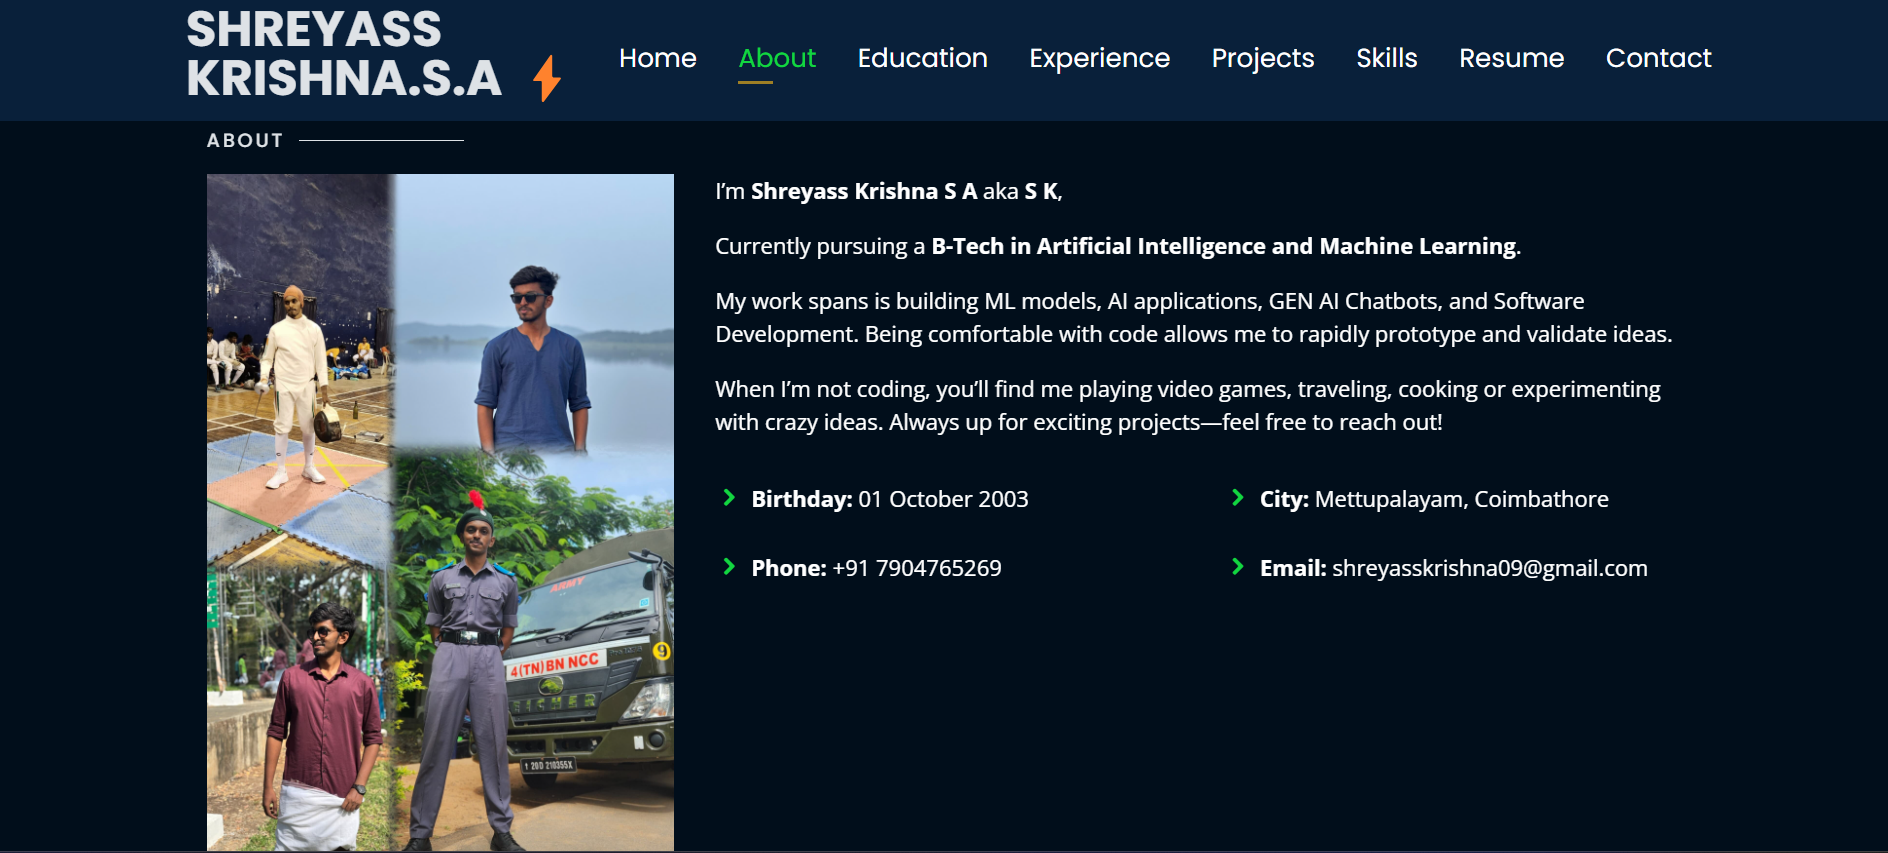 SHREYASS
KRISHNA.S.A
Home About Education Experience Projects Skills Resume Contact
ABOUT
I’m Shreyass Krishna S A aka S K,
Currently pursuing a B-Tech in Artificial Intelligence and Machine Learning.
My work spans is building ML models, AI applications, GEN AI Chatbots, and Software
Development. Being comfortable with code allows me to rapidly prototype and validate ideas.
When I’m not coding, you’ll find me playing video games, traveling, cooking or experimenting
with crazy ideas. Always up for exciting projects—feel free to reach out!
Birthday: 01 October 2003
City: Mettupalayam, Coimbathore
Phone: +91 7904765269
Email: shreyasskrishna09@gmail.com
ARMY
9
4(TN)BN NCC
EICHER